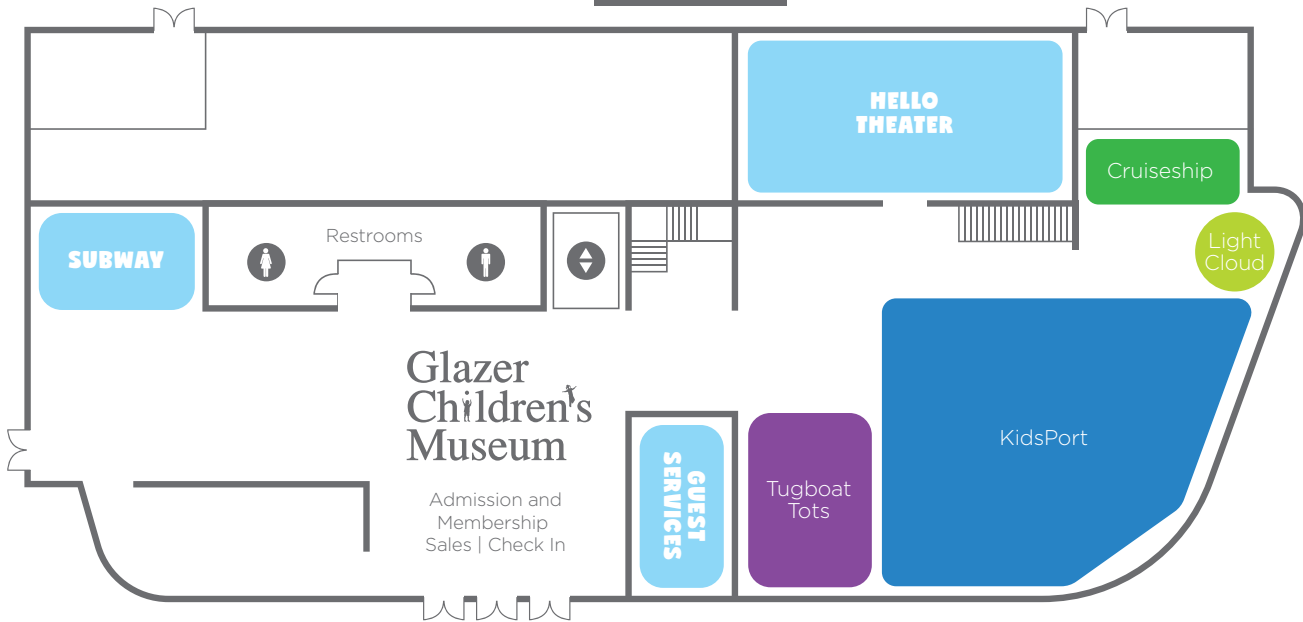 HELLO
THEATER
Cruiseship
SUBWAY
Restrooms
Light
Cloud
Glazer
Children's
Museum
KidsPort
GUEST
SERVICES
Tugboat
Tots
Admission and
Membership
Sales | Check In